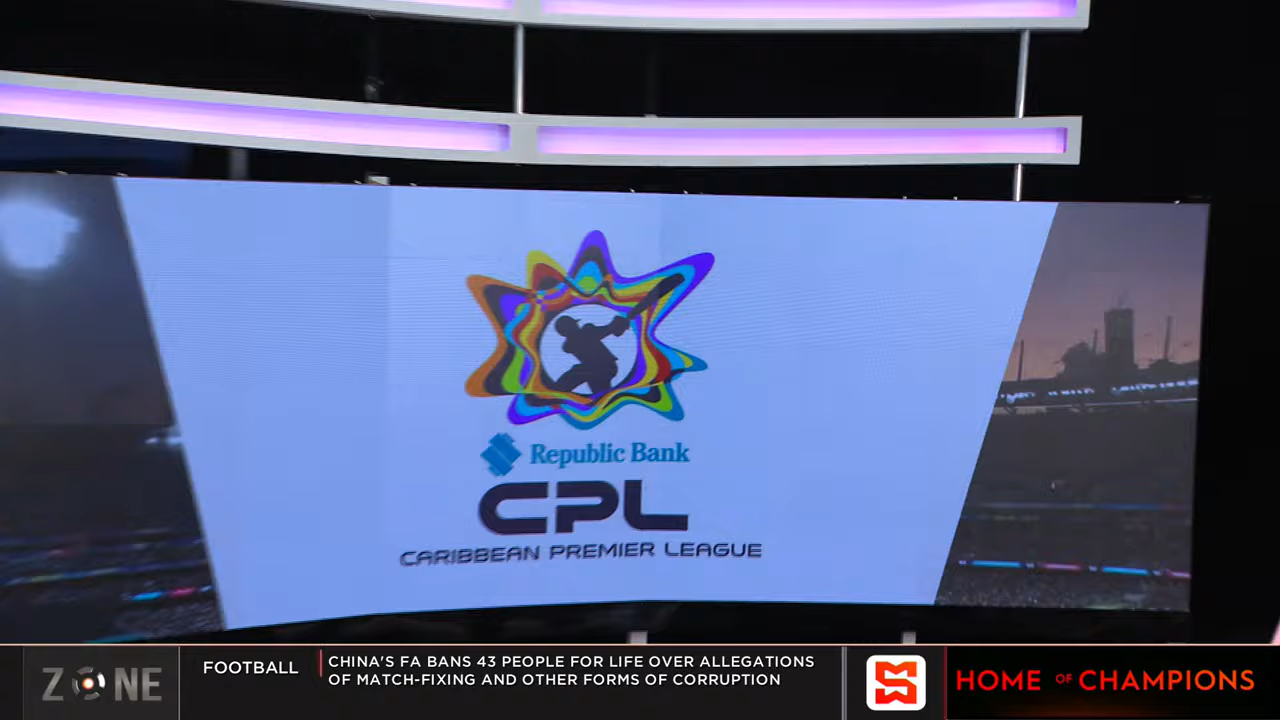 Republic Bank
CPL
CARIBBEAN PREMIER LEAGUE
ZONE
FOOTBALL
CHINA'S FA BANS 43 PEOPLE FOR LIFE OVER ALLEGATIONS
OF MATCH-FIXING AND OTHER FORMS OF CORRUPTION
HOME OF CHAMPIONS